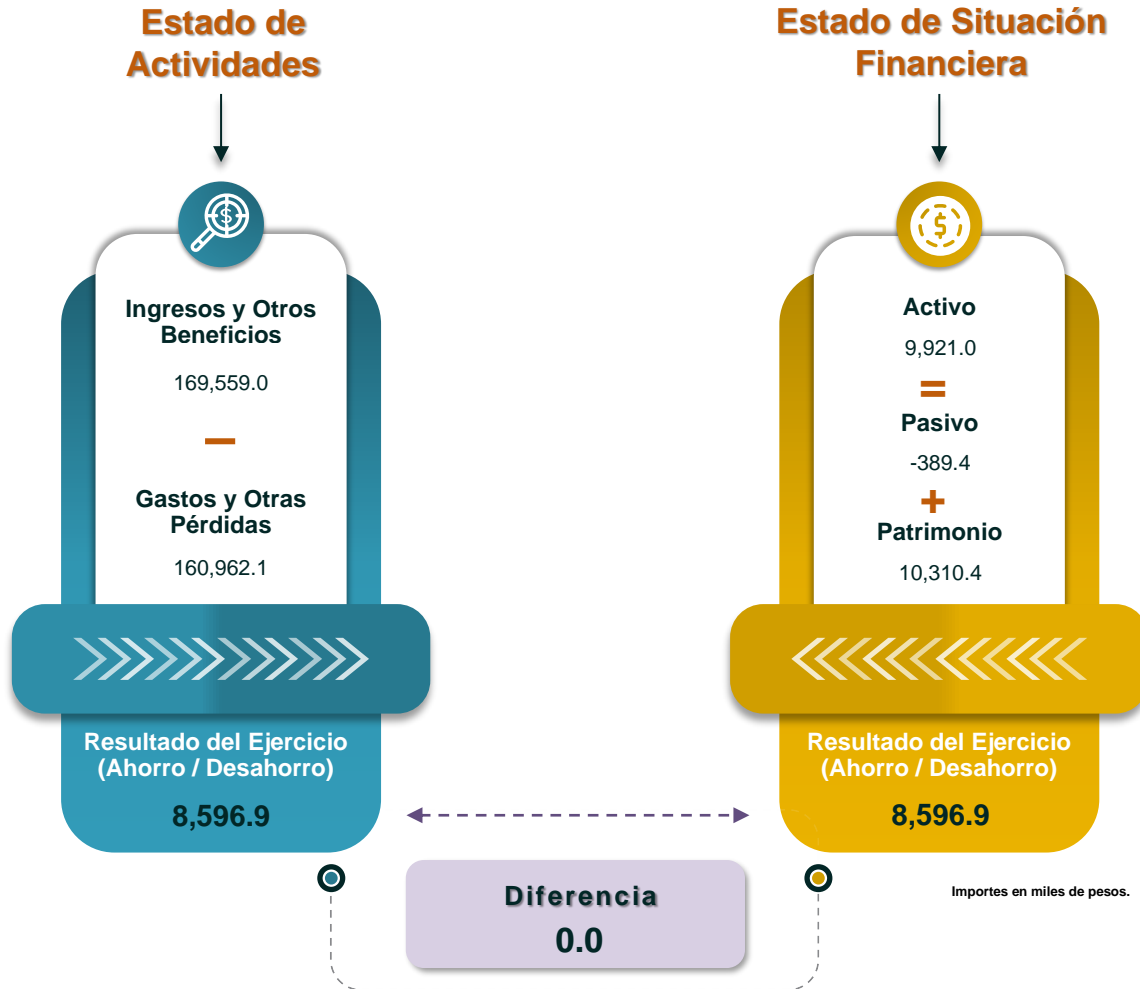 Estado de
Actividades
Ingresos y Otros
Beneficios
169,559.0
–
Gastos y Otras
Pérdidas
160,962.1
Resultado del Ejercicio
(Ahorro / Desahorro)
8,596.9
Estado de Situación
Financiera
$
Activo
9,921.0
=
Pasivo
-389.4
+
Patrimonio
10,310.4
Resultado del Ejercicio
(Ahorro / Desahorro)
8,596.9
Diferencia
0.0
Importes en miles de pesos.